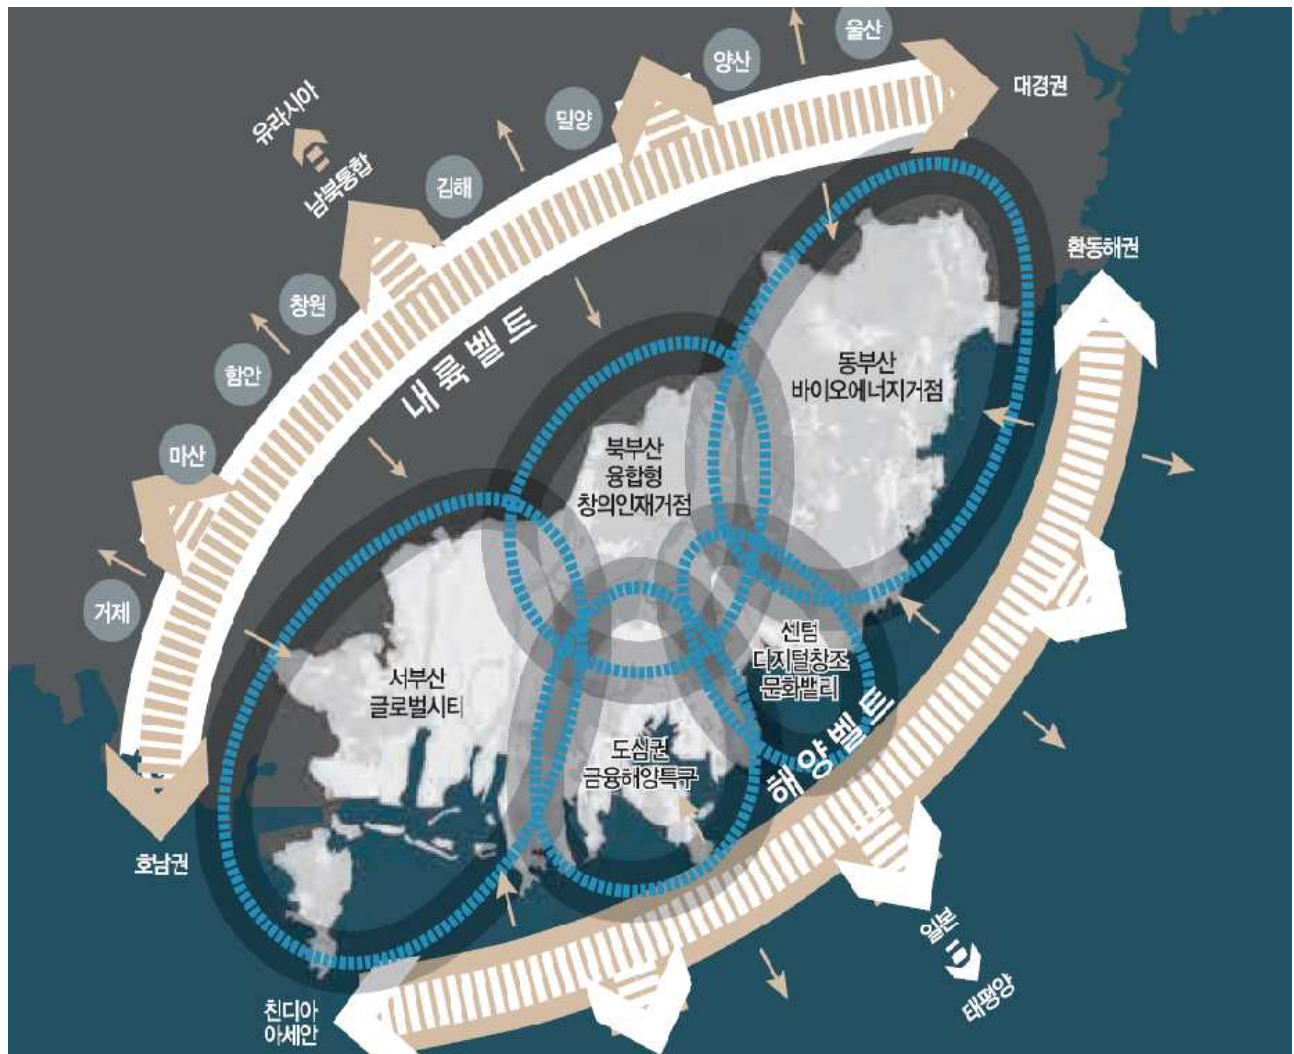 울산
양산
대경권
밀양
유라시아
남북통합
김해
환동해권
창원
내륙벨트
함안
동부산
바이오에너지거점
마산
북부산
융합형
창의인재거점
거제
센텀
디지털창조
문화밸리
서부산
글로벌시티
해양벨트
도심권
금융해양특구
호남권
일본
태평양
친디아
아세안